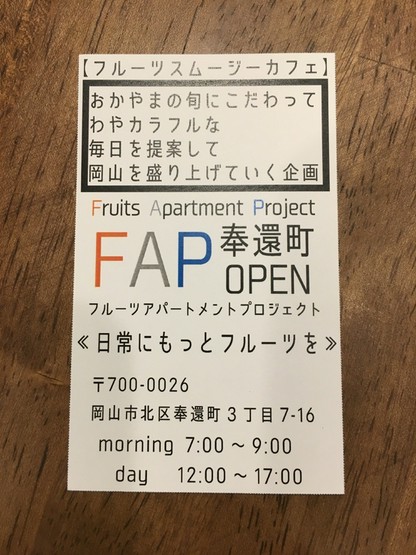 【フルーツスムージーカフェ】
おかやまの旬にこだわって
わやカラフルな
毎日を提案して
岡山を盛り上げていく企画
Fruits Apartment Project
FAP 奉還町 OPEN
フルーツアパートメントプロジェクト
≪日常にもっとフルーツを≫
〒700-0026
岡山市北区奉還町3丁目7-16
morning 7:00～9:00
day 12:00～17:00